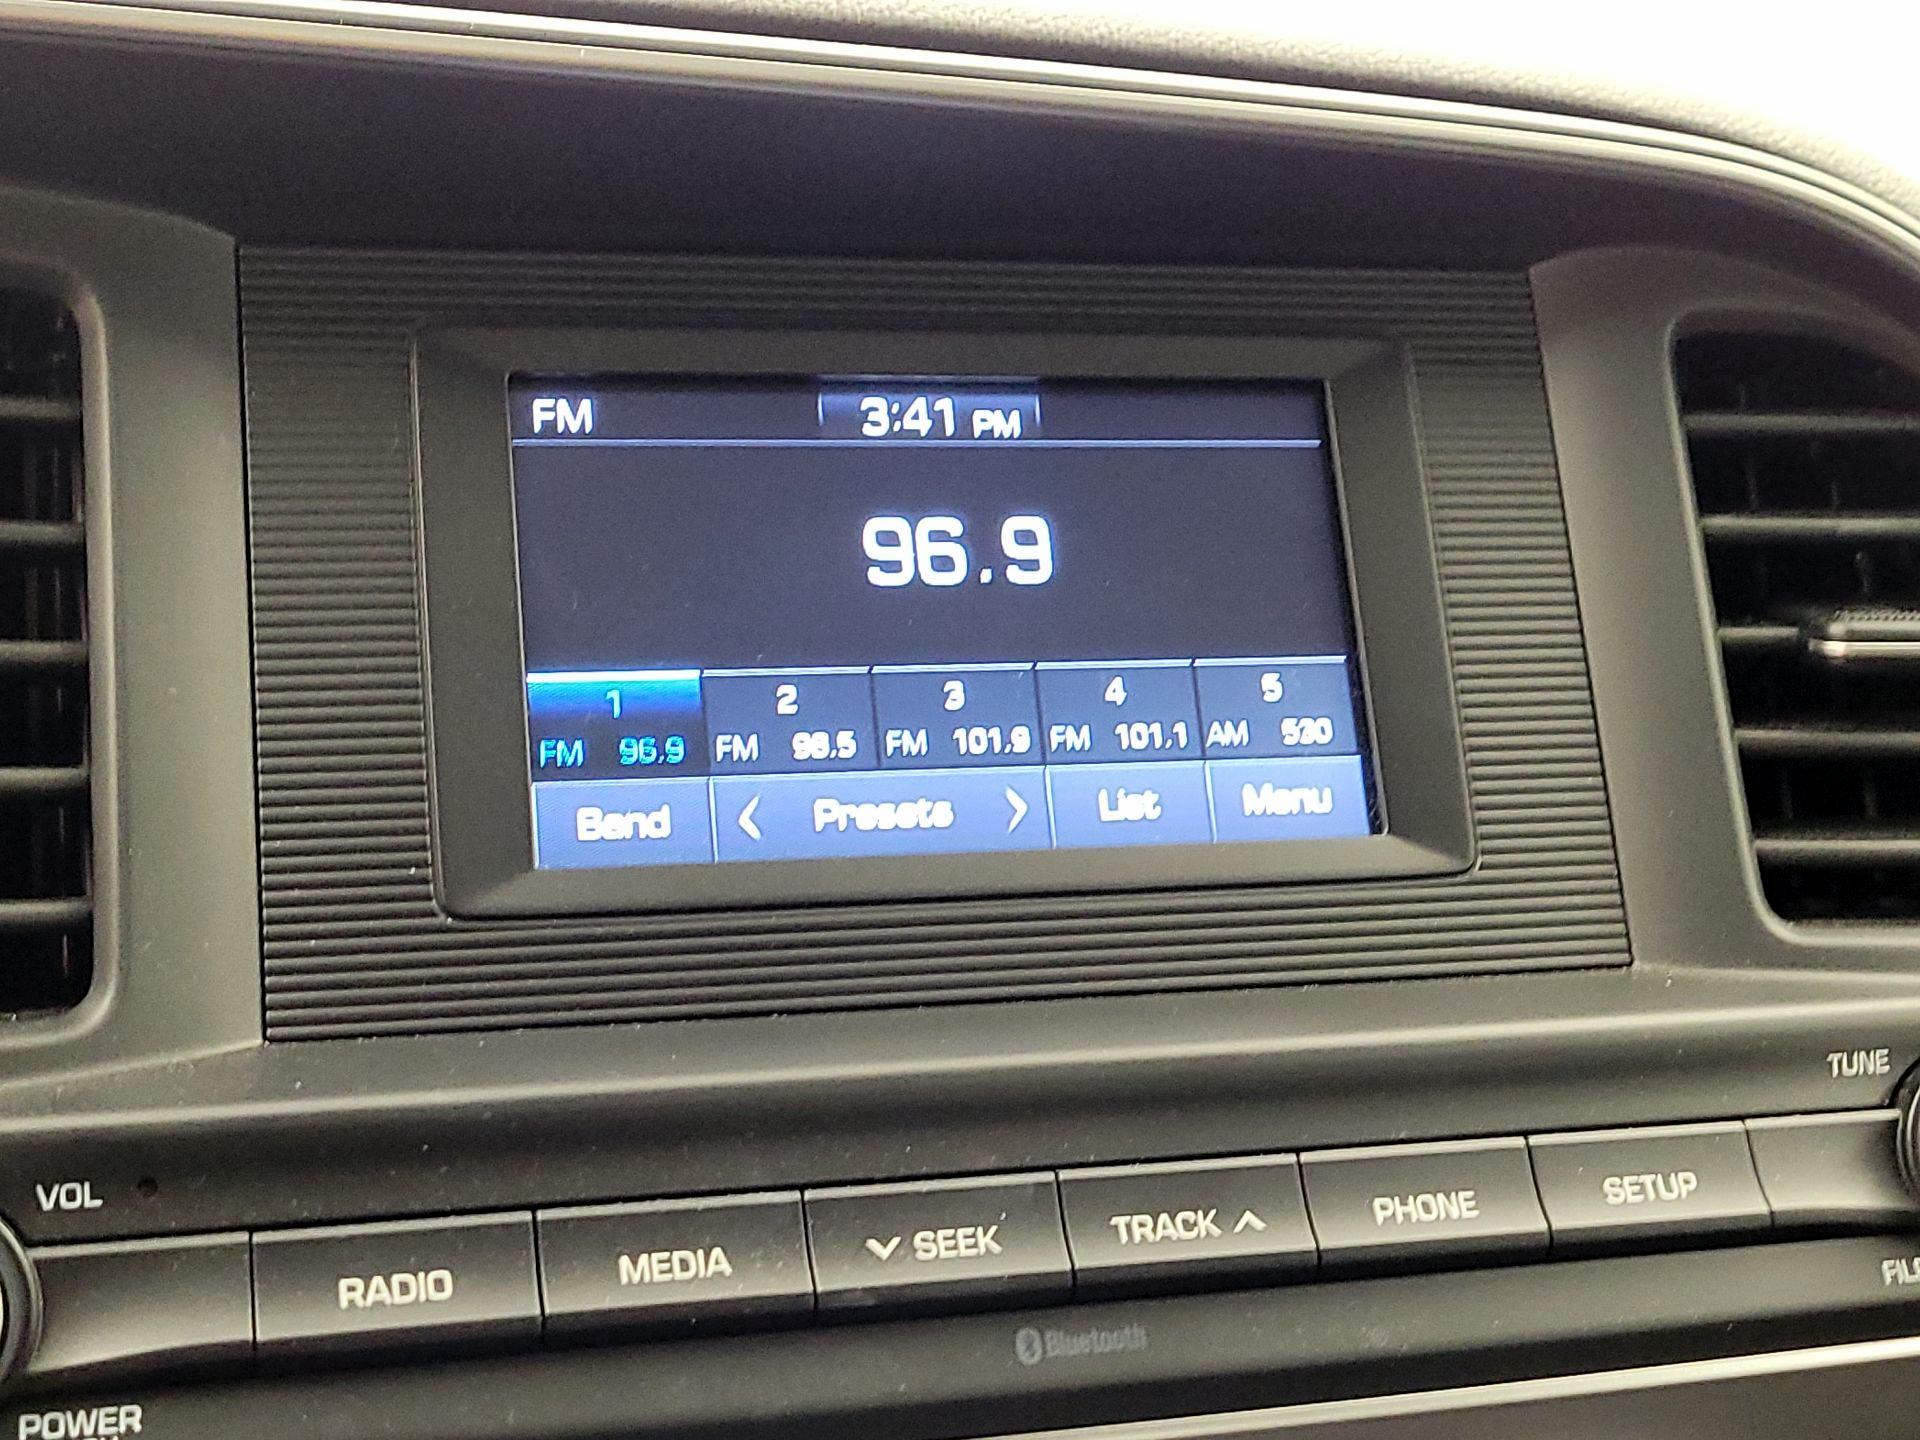 FM 3:41 PM
96.9
1 2 3 4 5
FM 96.9 FM 98.5 FM 101.9 FM 101.1 AM 530
Band < Presets > List Menu
TUNE
VOL
RADIO MEDIA ∨ SEEK TRACK ∧ PHONE SETUP
Bluetooth
POWER